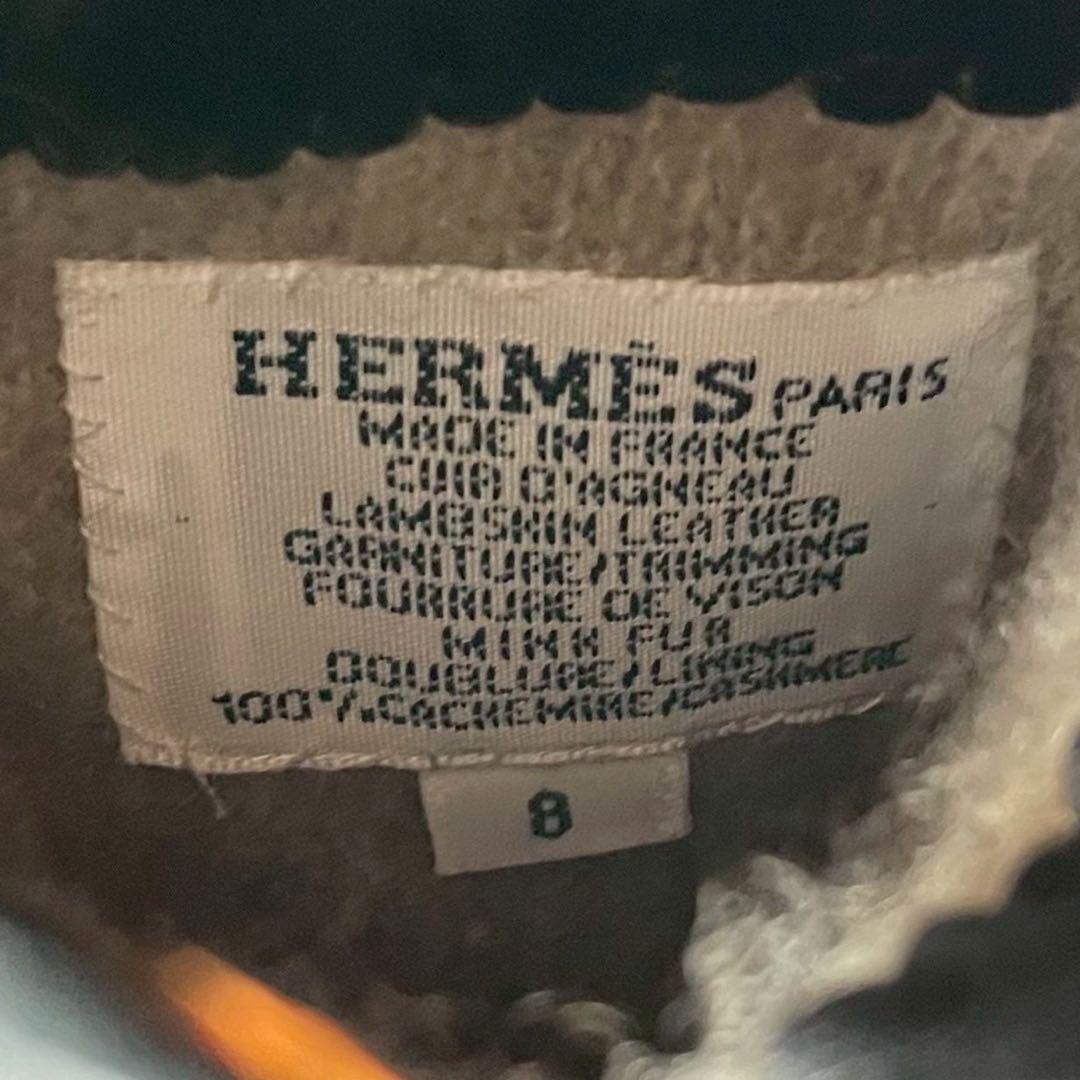 HERMÈS PARIS
MADE IN FRANCE
CUIR D'AGNEAU
LAMBSKIN LEATHER
GARNITURE/TRIMMING
FOURRURE DE VISON
MINK FUR
DOUBLURE/LINING
100%.CACHEMIRE/CASHMERE
8